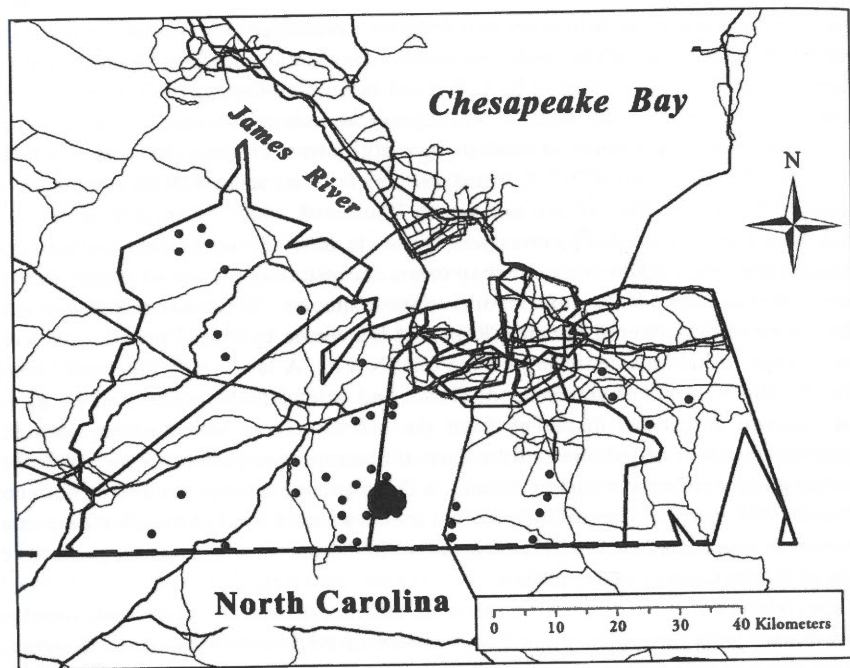 Chesapeake Bay
James
River
N
North Carolina
0 10 20 30 40 Kilometers